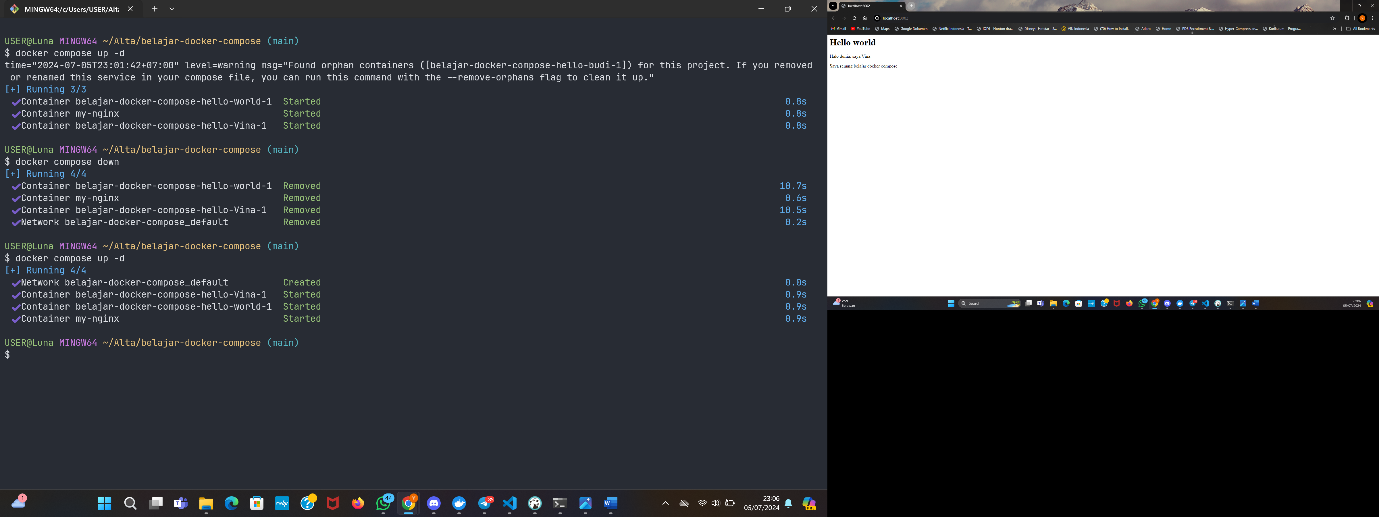 MINGW64:/c/Users/USER/Alta
USER@Luna MINGW64 ~/Alta/belajar-docker-compose (main)
$ docker compose up -d
time="2024-07-05T23:01:42+07:00" level=warning msg="Found orphan containers ([belajar-docker-compose-hello-budi-1]) for this project. If you removed
or renamed this service in your compose file, you can run this command with the --remove-orphans flag to clean it up."
[+] Running 3/3
✔Container belajar-docker-compose-hello-world-1 Started 0.8s
✔Container my-nginx Started 0.8s
✔Container belajar-docker-compose-hello-Vina-1 Started 0.8s
USER@Luna MINGW64 ~/Alta/belajar-docker-compose (main)
$ docker compose down
[+] Running 4/4
✔Container belajar-docker-compose-hello-world-1 Removed 10.7s
✔Container my-nginx Removed 0.6s
✔Container belajar-docker-compose-hello-Vina-1 Removed 10.5s
✔Network belajar-docker-compose_default Removed 0.2s
USER@Luna MINGW64 ~/Alta/belajar-docker-compose (main)
$ docker compose up -d
[+] Running 4/4
✔Network belajar-docker-compose_default Created 0.0s
✔Container belajar-docker-compose-hello-Vina-1 Started 0.9s
✔Container belajar-docker-compose-hello-world-1 Started 0.9s
✔Container my-nginx Started 0.9s
USER@Luna MINGW64 ~/Alta/belajar-docker-compose (main)
$
23:06
05/07/2024
Hello world
Saya sedang belajar docker compose
Search
05/07/2024